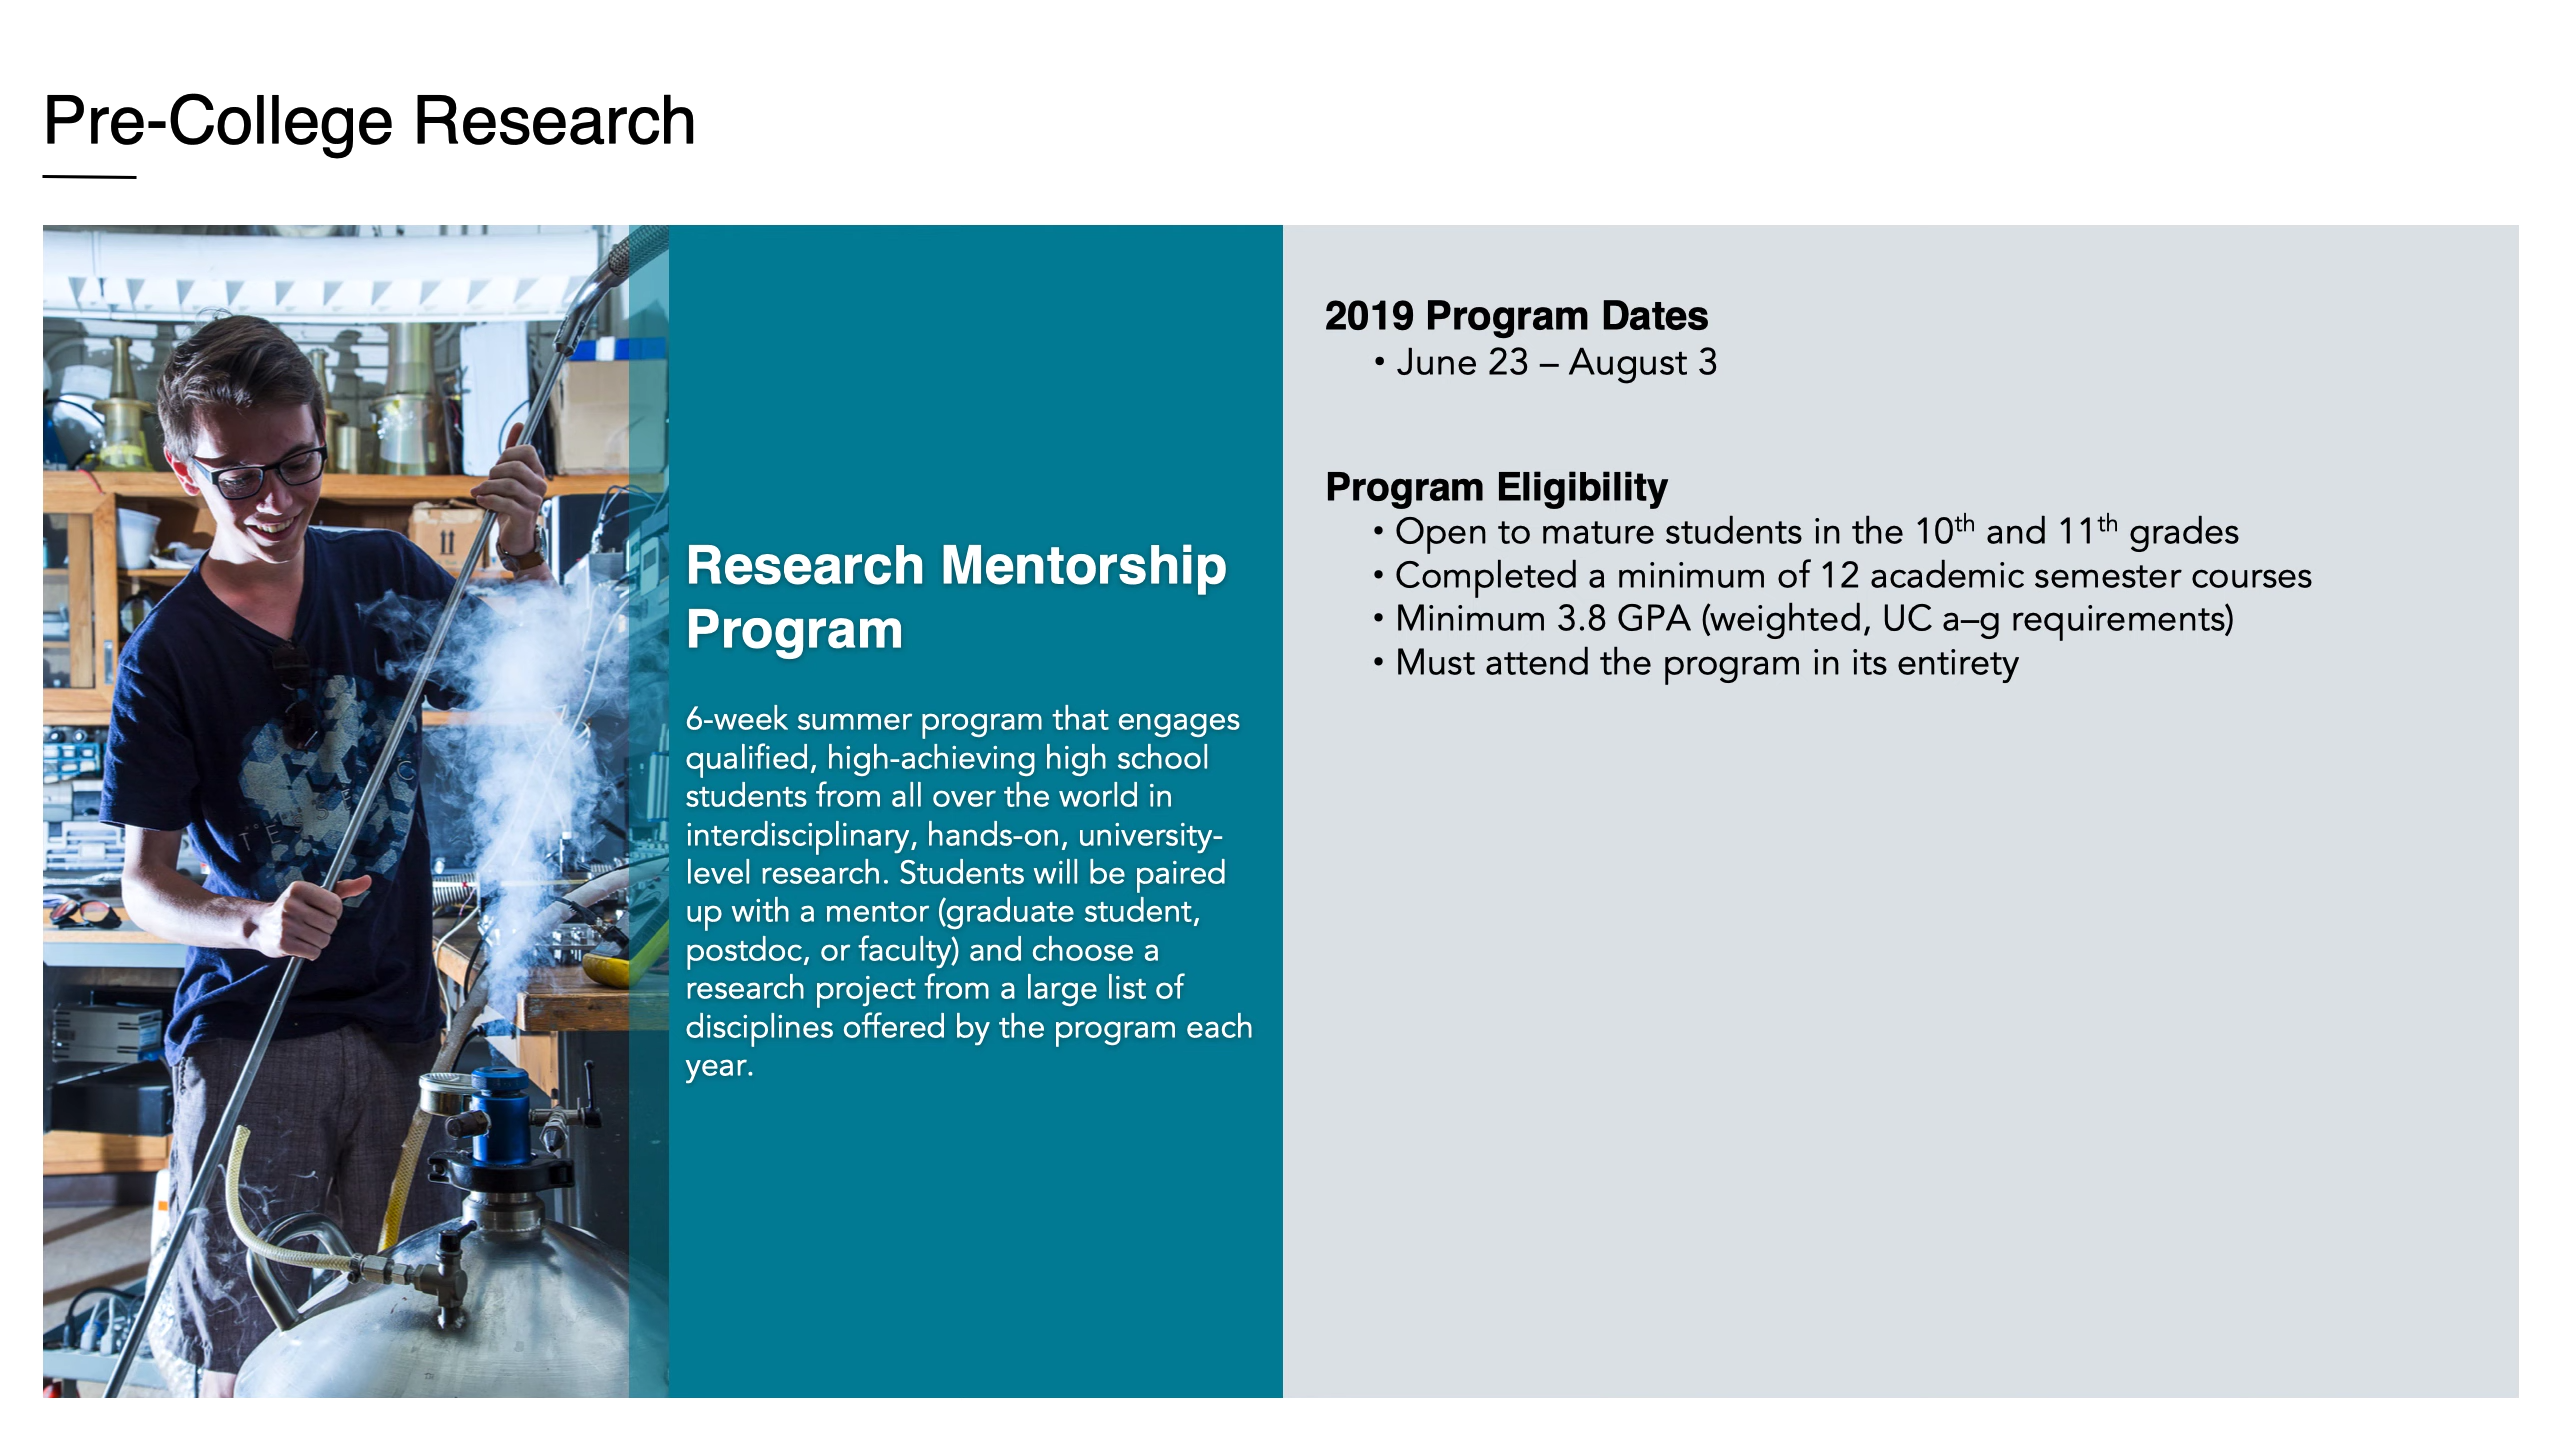 Pre-College Research
Research Mentorship
Program
6-week summer program that engages
qualified, high-achieving high school
students from all over the world in
interdisciplinary, hands-on, university-
level research. Students will be paired
up with a mentor (graduate student,
postdoc, or faculty) and choose a
research project from a large list of
disciplines offered by the program each
year.
2019 Program Dates
• June 23 – August 3
Program Eligibility
• Open to mature students in the 10th and 11th grades
• Completed a minimum of 12 academic semester courses
• Minimum 3.8 GPA (weighted, UC a–g requirements)
• Must attend the program in its entirety